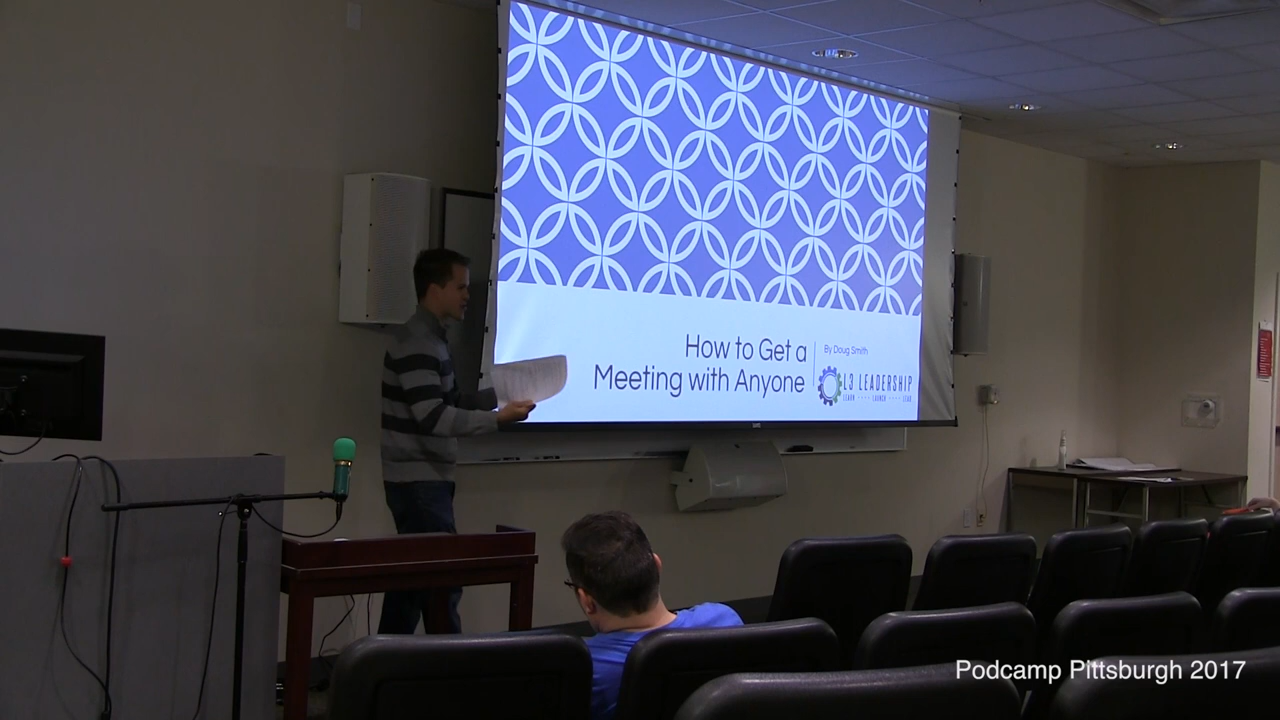 How to Get a
Meeting with Anyone
By Doug Smith
L3 LEADERSHIP
LEARN ···· LAUNCH ···· LEAD
Podcamp Pittsburgh 2017